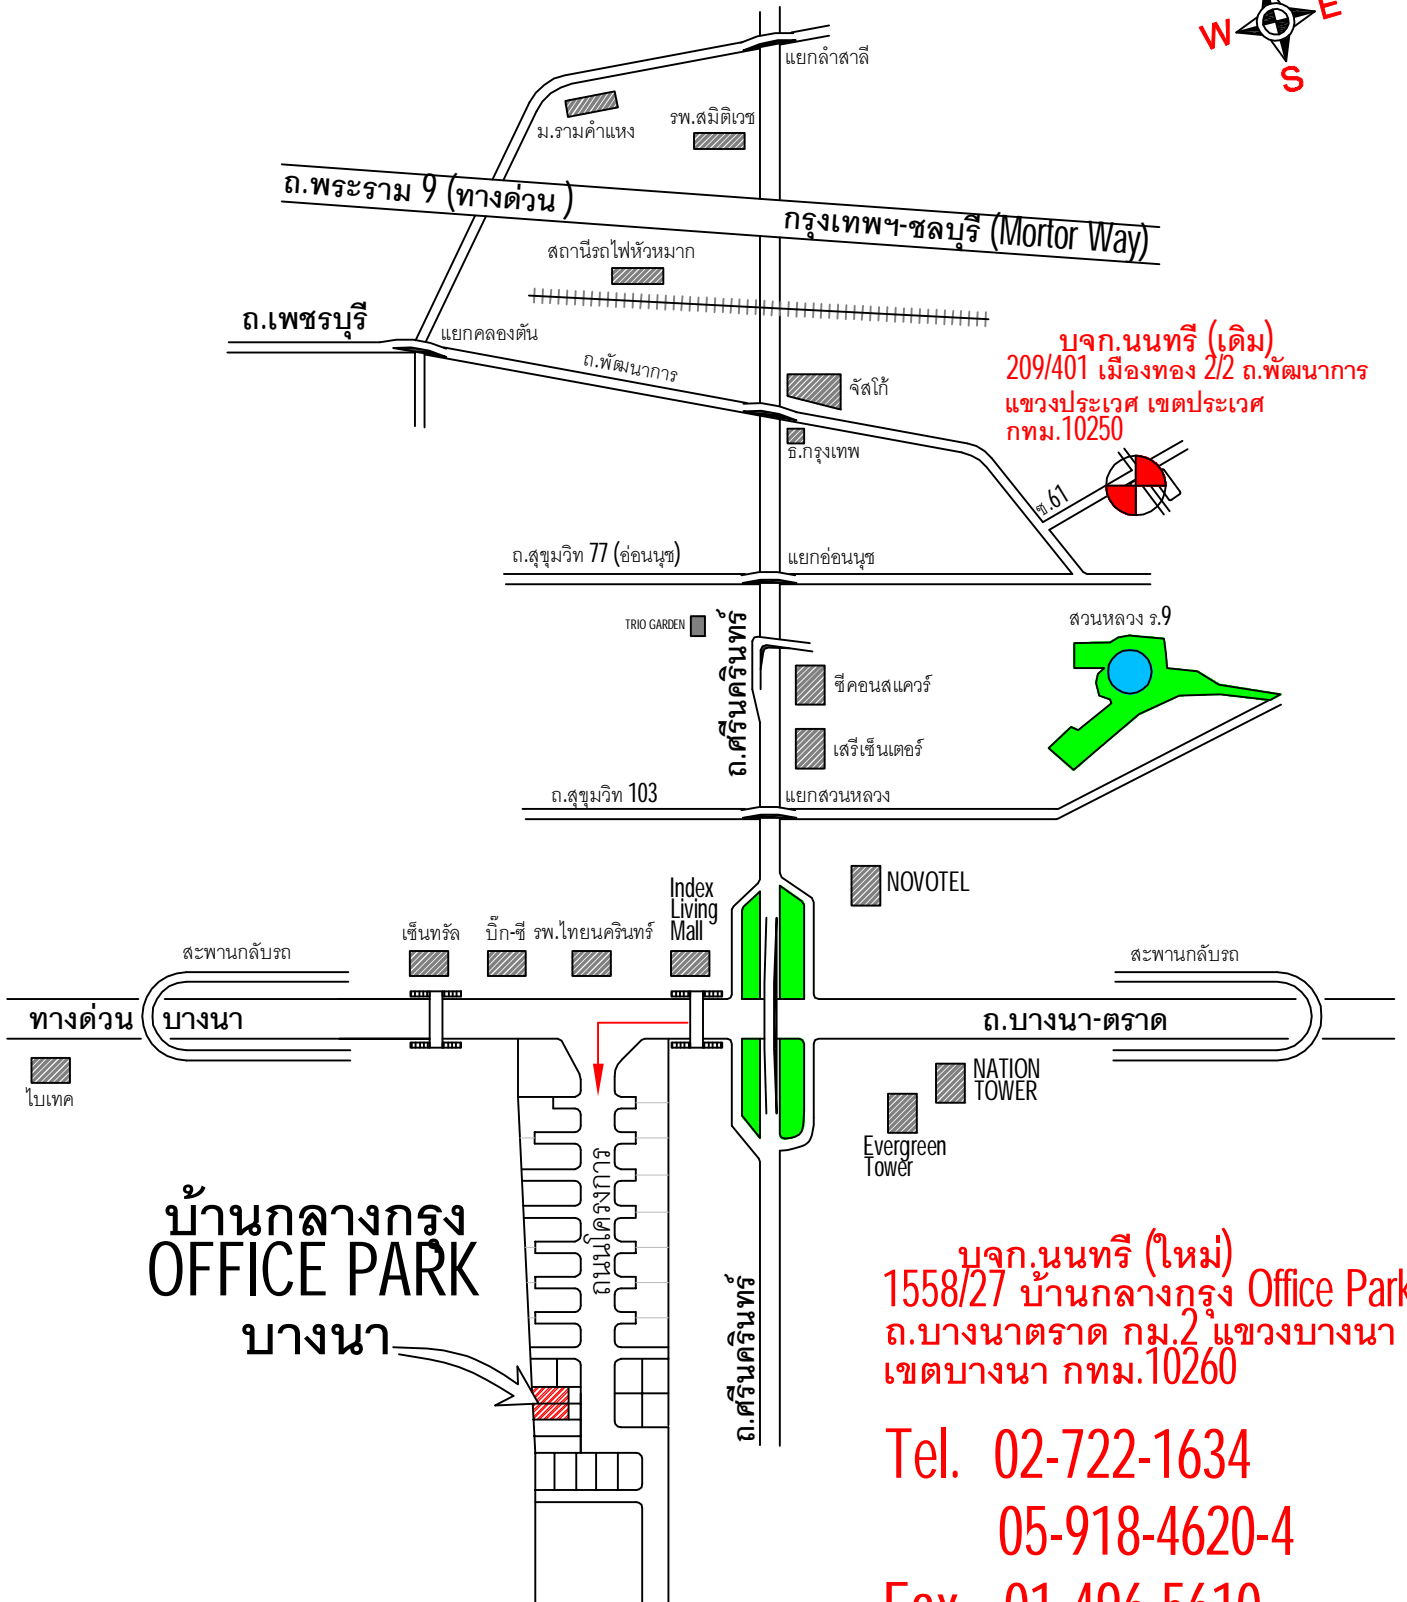 E
W
S
แยกลำสาลี
ม.รามคำแหง
รพ.สมิติเวช
ถ.พระราม 9 (ทางด่วน )
กรุงเทพฯ-ชลบุรี (Mortor Way)
สถานีรถไฟหัวหมาก
ถ.เพชรบุรี
แยกคลองตัน
ถ.พัฒนาการ
จัสโก้
ธ.กรุงเทพ
บจก.นนทรี (เดิม)
209/401 เมืองทอง 2/2 ถ.พัฒนาการ
แขวงประเวศ เขตประเวศ
กทม.10250
ซ.61
ถ.สุขุมวิท 77 (อ่อนนุช)
แยกอ่อนนุช
TRIO GARDEN
ถ.ศรีนครินทร์
สวนหลวง ร.9
ซีคอนสแควร์
เสรีเซ็นเตอร์
ถ.สุขุมวิท 103
แยกสวนหลวง
NOVOTEL
Index
Living
Mall
เซ็นทรัล
บิ๊ก-ซี
รพ.ไทยนครินทร์
สะพานกลับรถ
สะพานกลับรถ
ทางด่วน
บางนา
ถ.บางนา-ตราด
ไบเทค
NATION
TOWER
Evergreen
Tower
ถนนโครงการ
บ้านกลางกรุง
OFFICE PARK
บางนา
ถ.ศรีนครินทร์
บจก.นนทรี (ใหม่)
1558/27 บ้านกลางกรุง Office Park
ถ.บางนาตราด กม.2 แขวงบางนา
เขตบางนา กทม.10260
Tel. 02-722-1634
05-918-4620-4
Fax. 01-496-5610